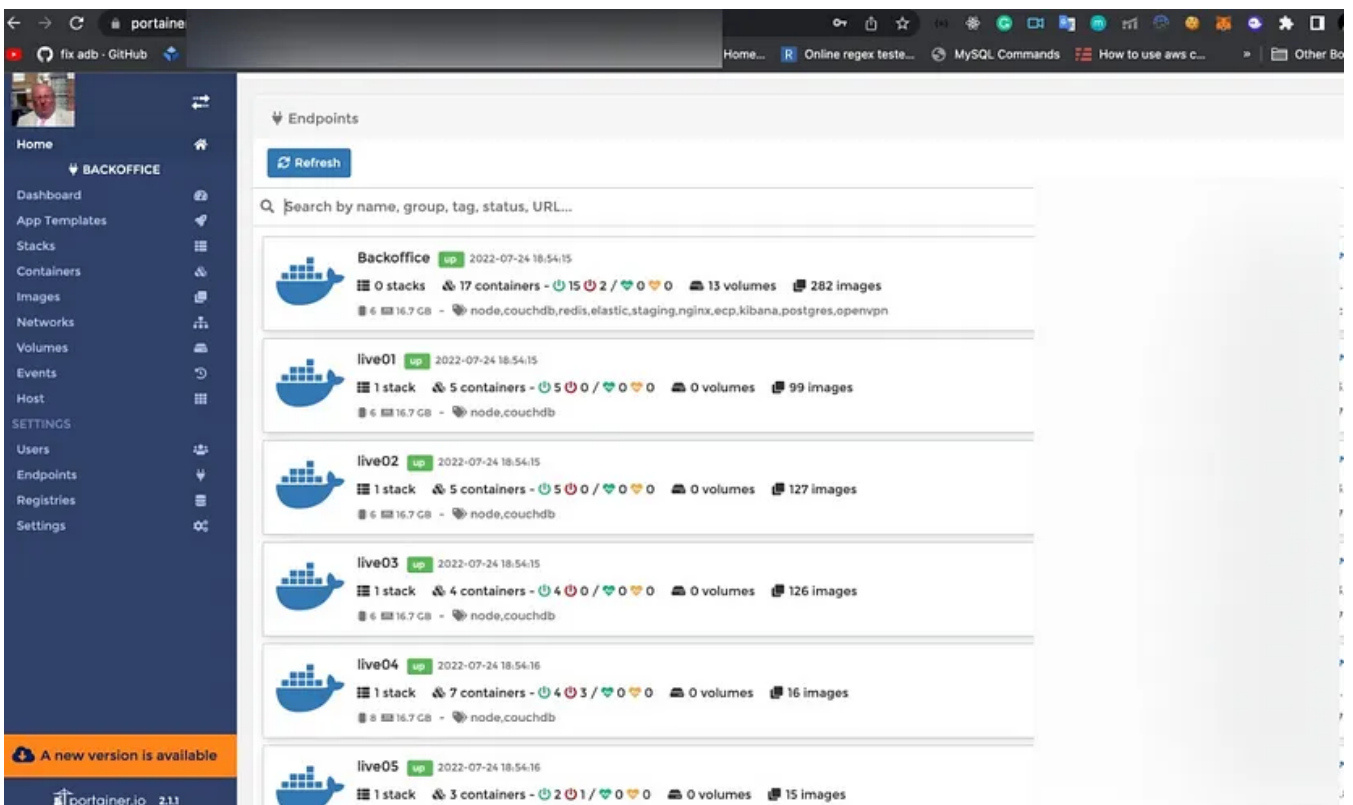 portaine
fix adb - GitHub
Home...
Online regex teste...
MySQL Commands
How to use aws c...
»
Other Bo
Home
BACKOFFICE
Dashboard
App Templates
Stacks
Containers
Images
Networks
Volumes
Events
Host
SETTINGS
Users
Endpoints
Registries
Settings
A new version is available
portainer.io 2.1.1
Endpoints
Refresh
Search by name, group, tag, status, URL...
Backoffice up 2022-07-24 18:54:15
0 stacks 17 containers - 15 2 / 0 0 13 volumes 282 images
6 16.7 GB - node,couchdb,redis,elastic,staging,nginx,ecp,kibana,postgres,openvpn
live01 up 2022-07-24 18:54:15
1 stack 5 containers - 5 0 / 0 0 0 volumes 99 images
6 16.7 GB - node,couchdb
live02 up 2022-07-24 18:54:15
1 stack 5 containers - 5 0 / 0 0 0 volumes 127 images
6 16.7 GB - node,couchdb
live03 up 2022-07-24 18:54:15
1 stack 4 containers - 4 0 / 0 0 0 volumes 126 images
6 16.7 GB - node,couchdb
live04 up 2022-07-24 18:54:16
1 stack 7 containers - 4 3 / 0 0 0 volumes 16 images
8 16.7 GB - node,couchdb
live05 up 2022-07-24 18:54:16
1 stack 3 containers - 2 1 / 0 0 0 volumes 15 images